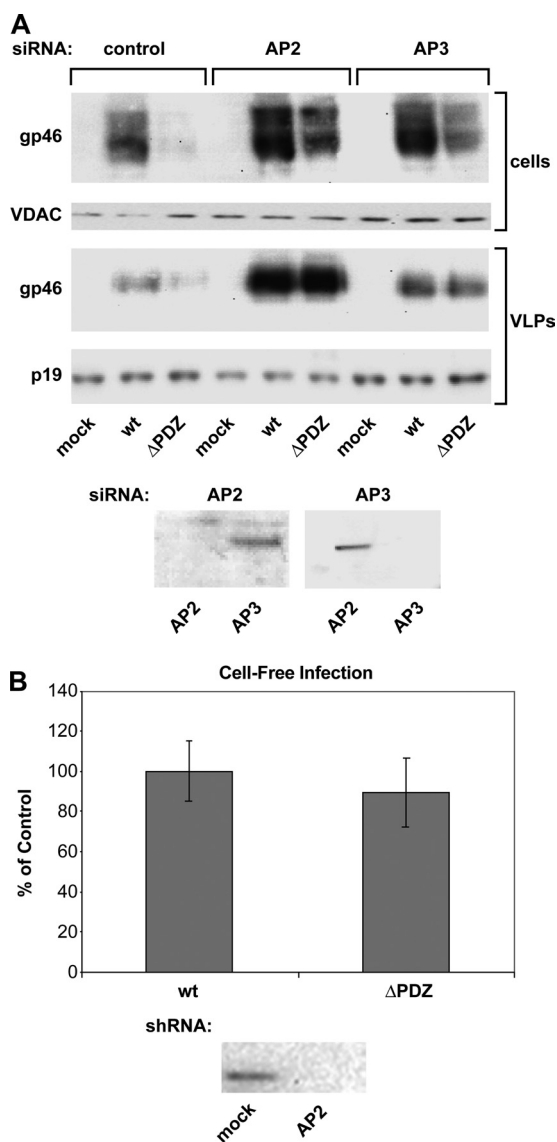 A
siRNA: control AP2 AP3
gp46
cells
VDAC
gp46
VLPs
p19
mock wt ΔPDZ mock wt ΔPDZ mock wt ΔPDZ
siRNA: AP2 AP3
AP2 AP3 AP2 AP3
B
Cell-Free Infection
140
120
100
80
60
40
20
0
% of Control
wt ΔPDZ
shRNA:
mock AP2